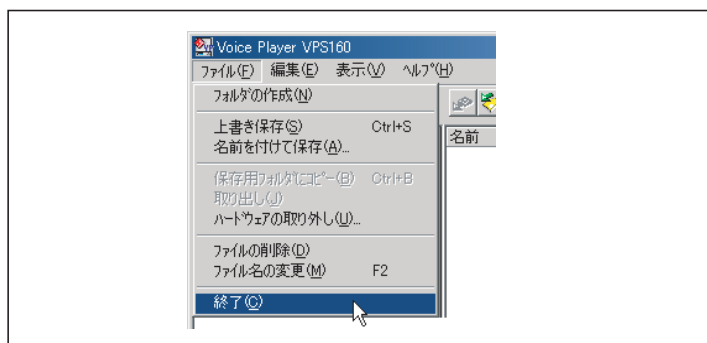 Voice Player VPS160
ファイル(F) 編集(E) 表示(V) ヘルプ(H)
フォルダの作成(N)
上書き保存(S) Ctrl+S
名前を付けて保存(A)...
名前
保存用フォルダにコピー(B) Ctrl+B
取り出し(J)
ハードウェアの取り外し(U)...
ファイルの削除(D)
ファイル名の変更(M) F2
終了(C)